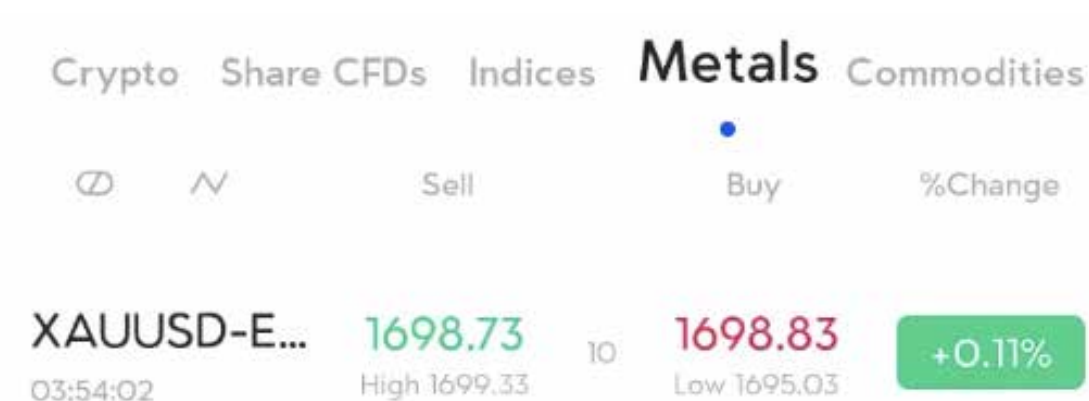 Crypto Share CFDs Indices Metals Commodities
Sell Buy %Change
XAUUSD-E... 1698.73 10 1698.83 +0.11%
03:54:02 High 1699.33 Low 1695.03